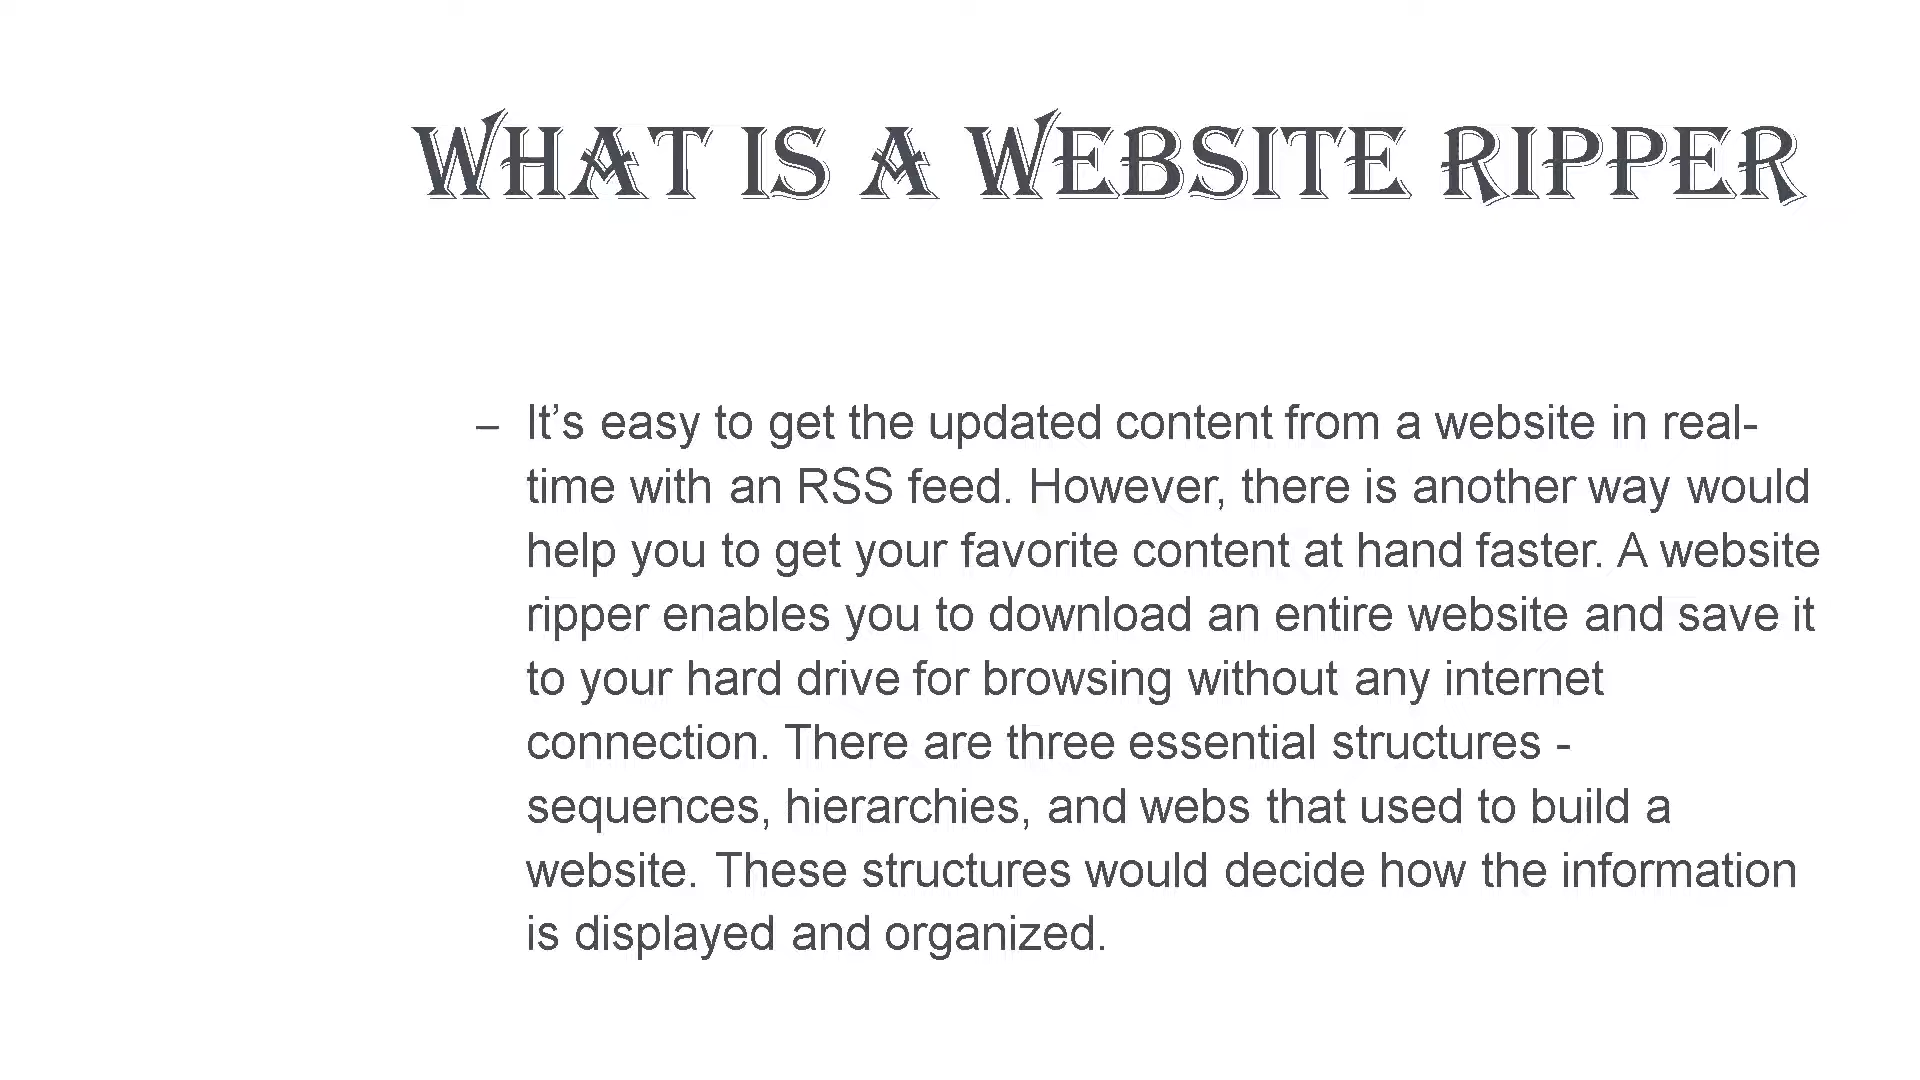 WHAT IS A WEBSITE RIPPER
– It’s easy to get the updated content from a website in real-
time with an RSS feed. However, there is another way would
help you to get your favorite content at hand faster. A website
ripper enables you to download an entire website and save it
to your hard drive for browsing without any internet
connection. There are three essential structures -
sequences, hierarchies, and webs that used to build a
website. These structures would decide how the information
is displayed and organized.